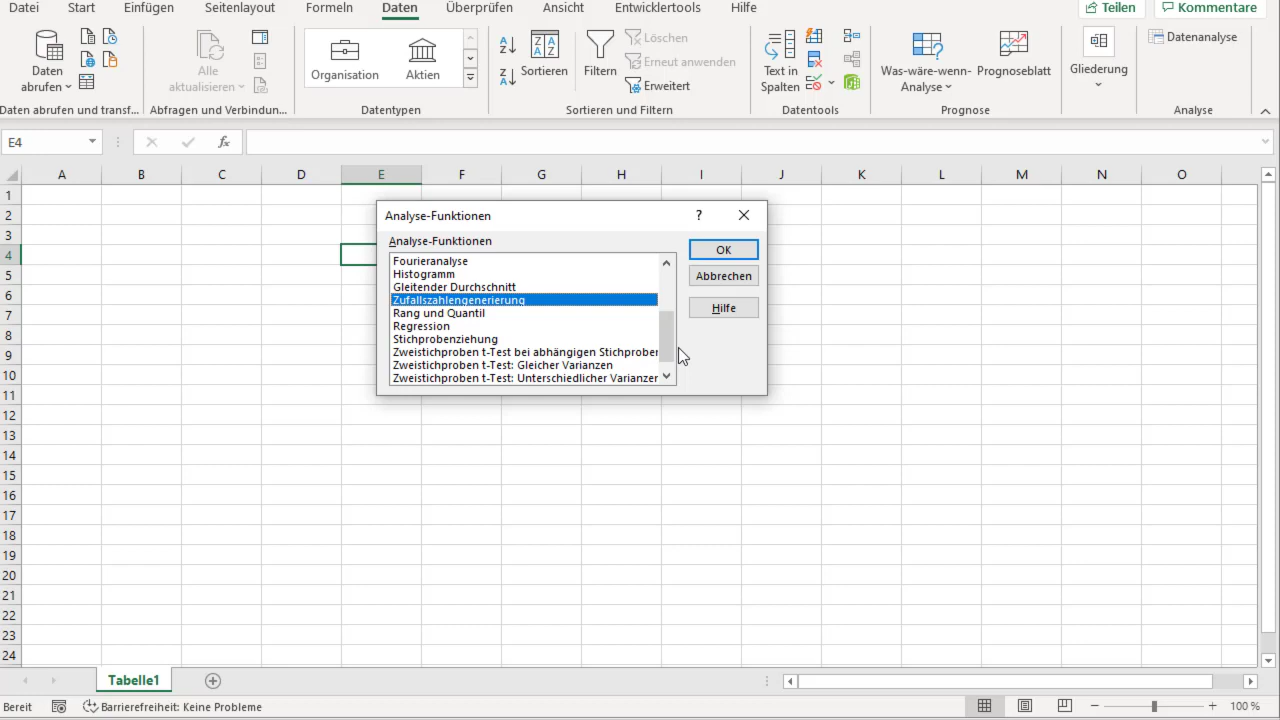 Datei Start Einfügen Seitenlayout Formeln Daten Überprüfen Ansicht Entwicklertools Hilfe Teilen Kommentare
Daten abrufen
Alle aktualisieren
Organisation Aktien
Sortieren
Filtern
Löschen
Erneut anwenden
Erweitert
Text in Spalten
Was-wäre-wenn-Analyse
Prognoseblatt
Gliederung
Datenanalyse
Daten abrufen und transf... Abfragen und Verbindun... Datentypen Sortieren und Filtern Datentools Prognose Analyse
E4 fx
A B C D E F G H I J K L M N O
1
2
3
4
5
6
7
8
9
10
11
12
13
14
15
16
17
18
19
20
21
22
23
24
Analyse-Funktionen ?
Analyse-Funktionen
Fourieranalyse
Histogramm
Gleitender Durchschnitt
Zufallszahlengenerierung
Rang und Quantil
Regression
Stichprobenziehung
Zweistichproben t-Test bei abhängigen Stichprober
Zweistichproben t-Test: Gleicher Varianzen
Zweistichproben t-Test: Unterschiedlicher Varianzer
OK
Abbrechen
Hilfe
Tabelle1
Bereit Barrierefreiheit: Keine Probleme 100 %